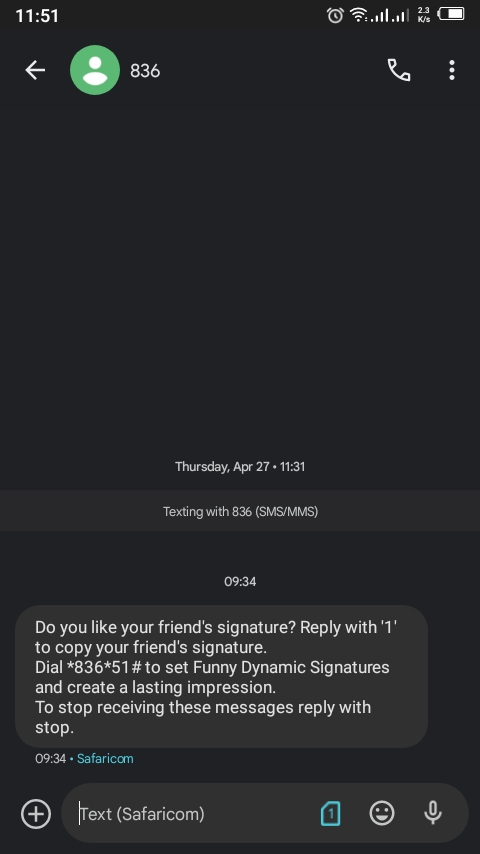 11:51
2.3
K/s
836
Thursday, Apr 27 • 11:31
Texting with 836 (SMS/MMS)
09:34
Do you like your friend's signature? Reply with '1'
to copy your friend's signature.
Dial *836*51# to set Funny Dynamic Signatures
and create a lasting impression.
To stop receiving these messages reply with
stop.
09:34 • Safaricom
Text (Safaricom)
1